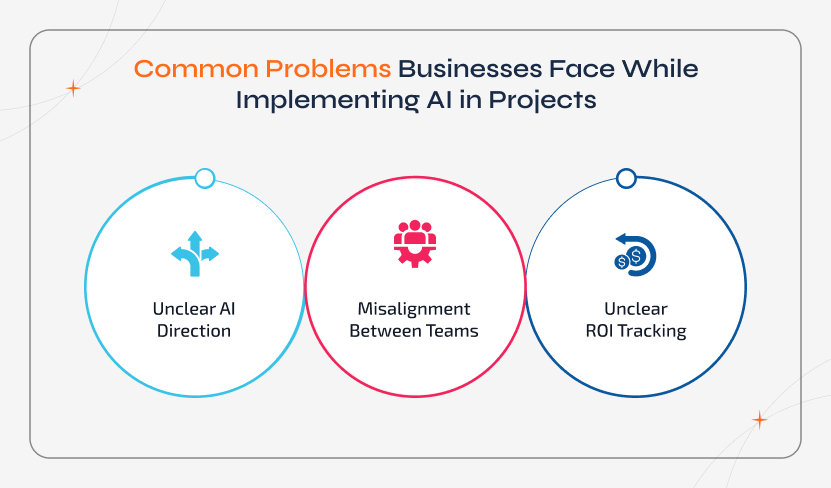 Common Problems Businesses Face While
Implementing AI in Projects
Unclear AI
Direction
Misalignment
Between Teams
Unclear
ROI Tracking
$
$